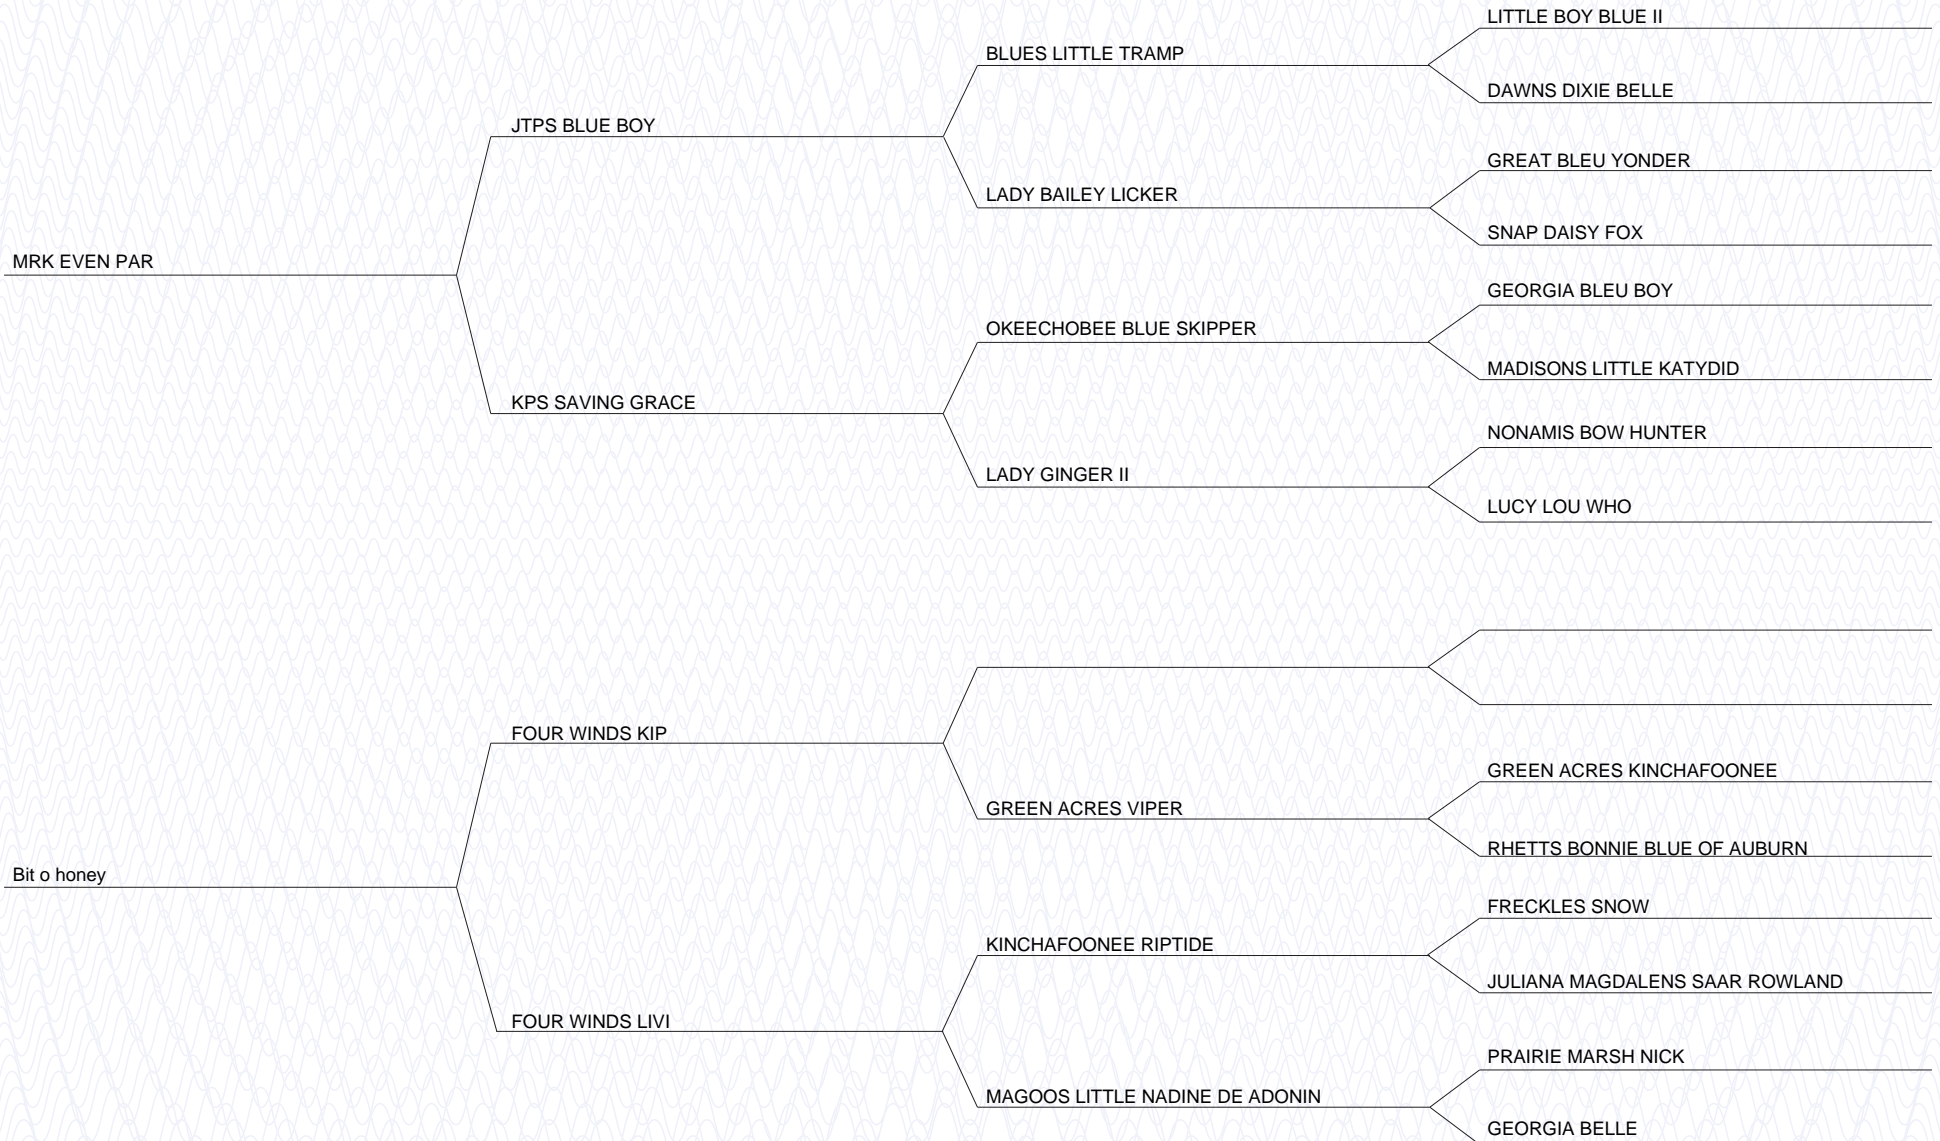 LITTLE BOY BLUE II
BLUES LITTLE TRAMP
DAWNS DIXIE BELLE
JTPS BLUE BOY
GREAT BLEU YONDER
LADY BAILEY LICKER
SNAP DAISY FOX
MRK EVEN PAR
GEORGIA BLEU BOY
OKEECHOBEE BLUE SKIPPER
MADISONS LITTLE KATYDID
KPS SAVING GRACE
NONAMIS BOW HUNTER
LADY GINGER II
LUCY LOU WHO
FOUR WINDS KIP
GREEN ACRES KINCHAFOONEE
GREEN ACRES VIPER
RHETTS BONNIE BLUE OF AUBURN
Bit o honey
FRECKLES SNOW
KINCHAFOONEE RIPTIDE
JULIANA MAGDALENS SAAR ROWLAND
FOUR WINDS LIVI
PRAIRIE MARSH NICK
MAGOOS LITTLE NADINE DE ADONIN
GEORGIA BELLE